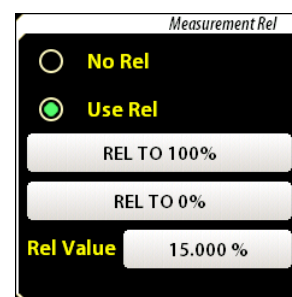 Measurement Rel
No Rel
Use Rel
REL TO 100%
REL TO 0%
Rel Value 15.000 %